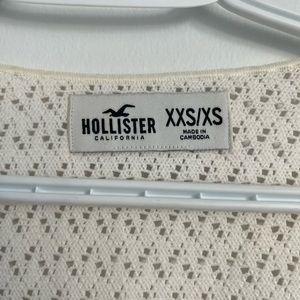 HOLLISTER
CALIFORNIA
XXS/XS
MADE IN
CAMBODIA